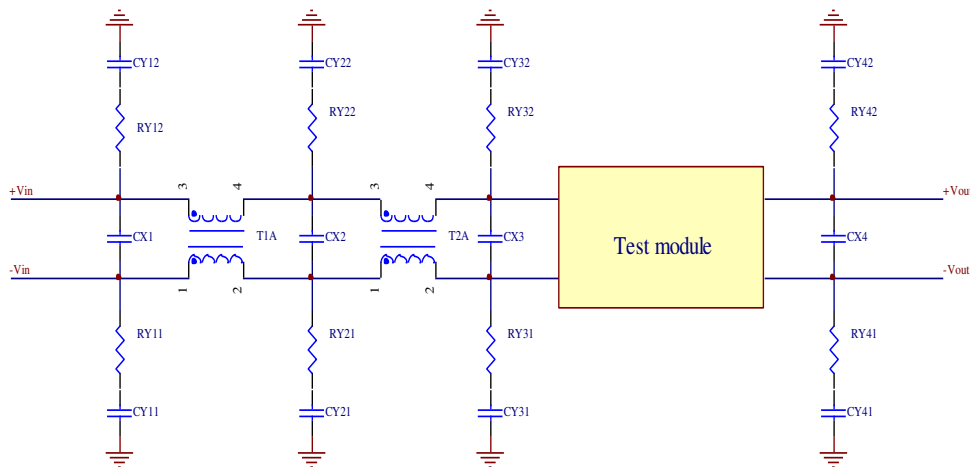 CY12 CY22 CY32 CY42
RY12 RY22 RY32 RY42
3 4 3 4
+Vin +Vout
CX1 T1A CX2 T2A CX3 Test module CX4
-Vin -Vout
1 2 1 2
RY11 RY21 RY31 RY41
CY11 CY21 CY31 CY41